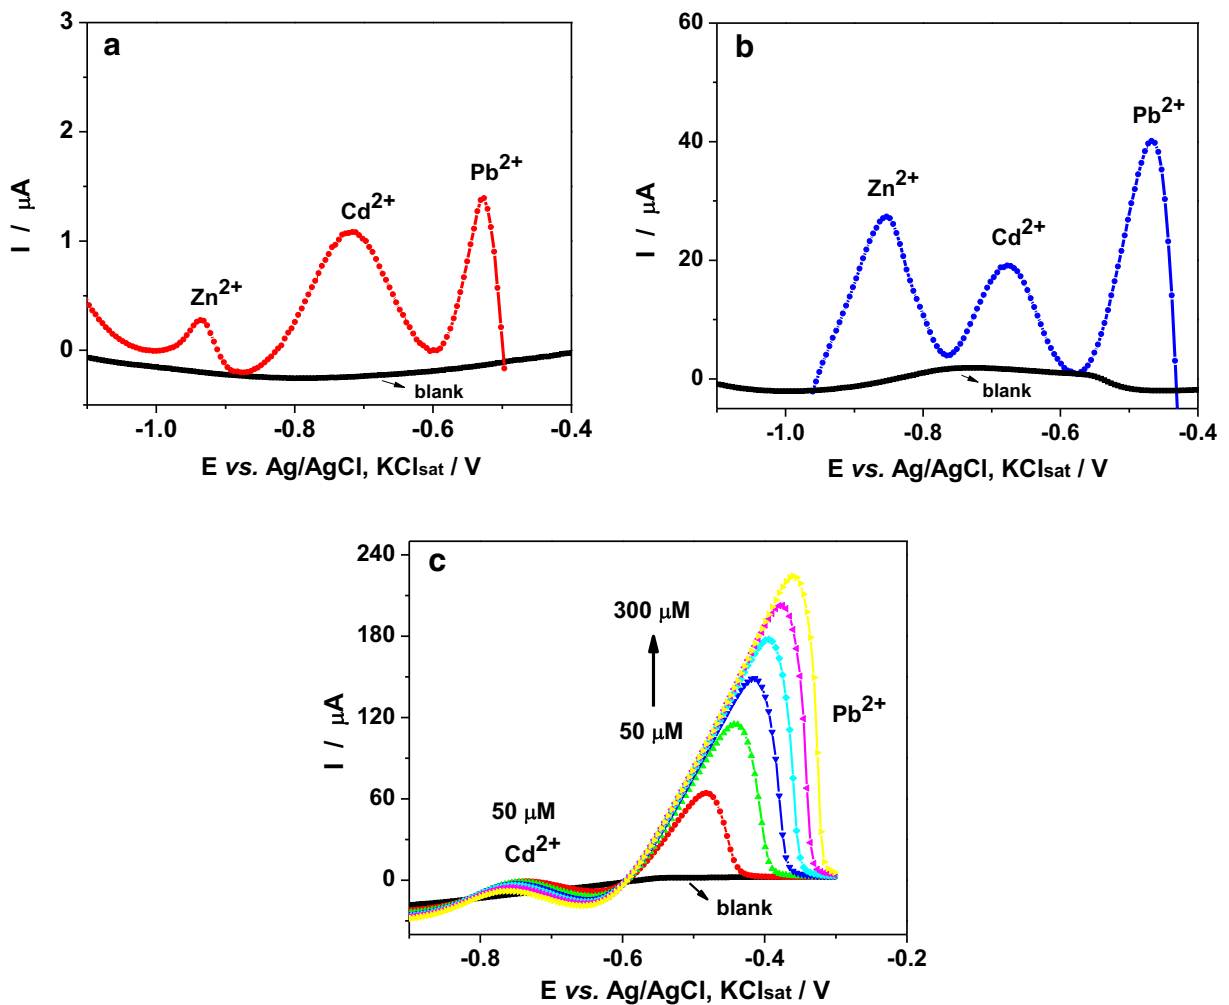 a
3
2
1
0
I / μA
Zn2+
Cd2+
Pb2+
blank
-1.0
-0.8
-0.6
-0.4
E vs. Ag/AgCl, KClsat / V
b
60
40
20
0
I / μA
Zn2+
Cd2+
Pb2+
blank
-1.0
-0.8
-0.6
-0.4
E vs. Ag/AgCl, KClsat / V
c
240
180
120
60
0
I / μA
300 μM
50 μM
Pb2+
50 μM
Cd2+
blank
-0.8
-0.6
-0.4
-0.2
E vs. Ag/AgCl, KClsat / V